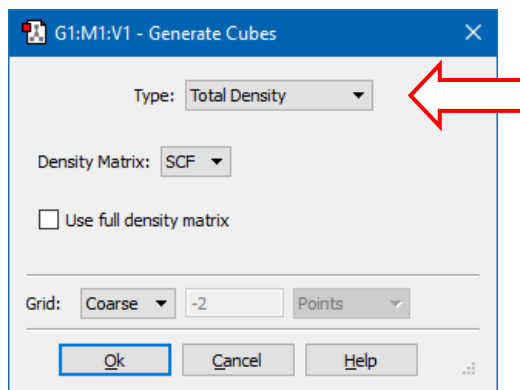 G1:M1:V1 - Generate Cubes
Type: Total Density
Density Matrix: SCF
Use full density matrix
Grid: Coarse -2 Points
Ok Cancel Help